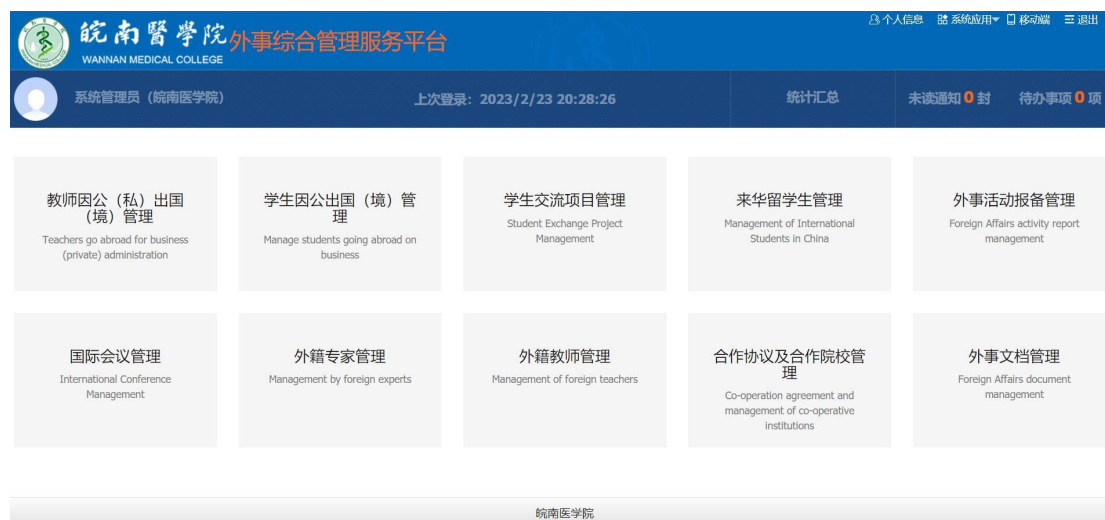 皖南醫學院
WANNAN MEDICAL COLLEGE
外事综合管理服务平台
个人信息 系统应用 移动端 退出
系统管理员（皖南医学院） 上次登录：2023/2/23 20:28:26 统计汇总 未读通知 0 封 待办事项 0 项
教师因公（私）出国
（境）管理
Teachers go abroad for business
(private) administration
学生因公出国（境）管
理
Manage students going abroad on
business
学生交流项目管理
Student Exchange Project
Management
来华留学生管理
Management of International
Students in China
外事活动报备管理
Foreign Affairs activity report
management
国际会议管理
International Conference
Management
外籍专家管理
Management by foreign experts
外籍教师管理
Management of foreign teachers
合作协议及合作院校管
理
Co-operation agreement and
management of co-operative
institutions
外事文档管理
Foreign Affairs document
management
皖南医学院